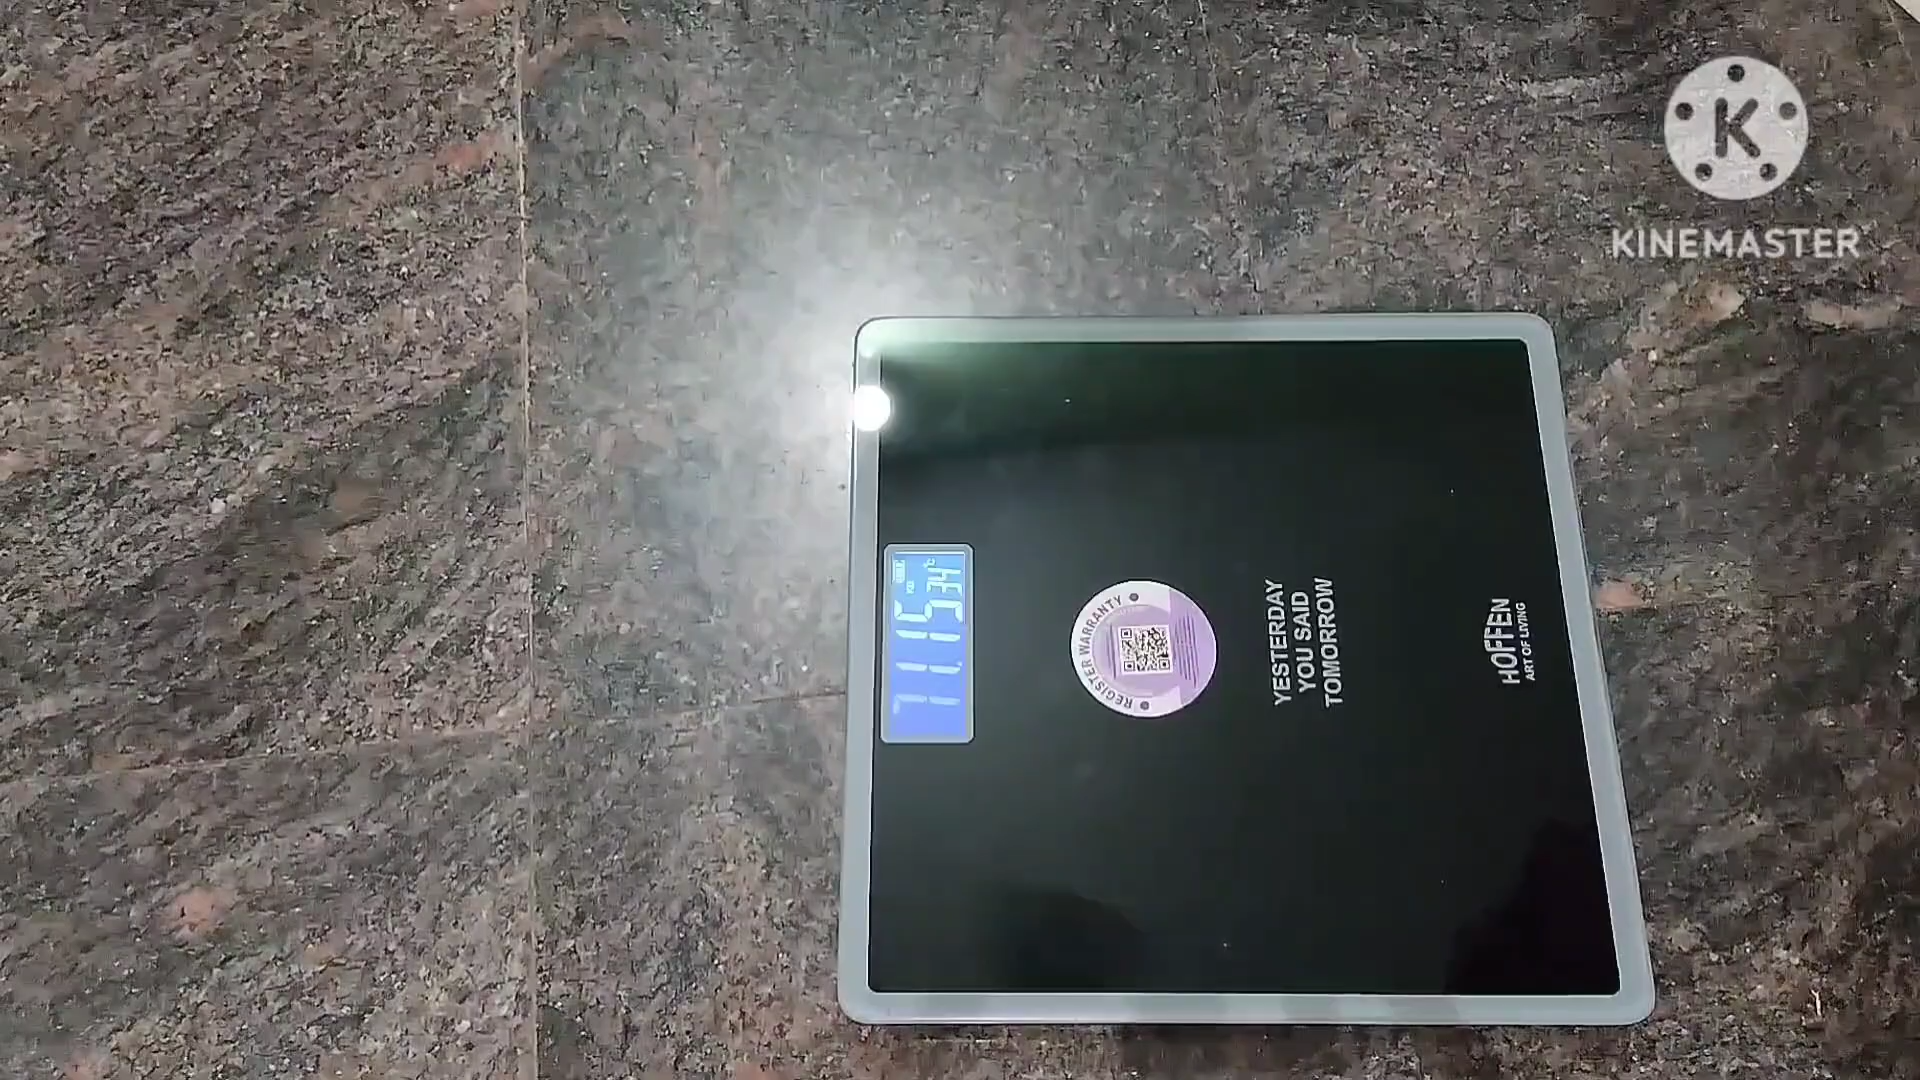 KINEMASTER
REGISTER WARRANTY
YESTERDAY
YOU SAID
TOMORROW
HOFFEN
ART OF LIVING